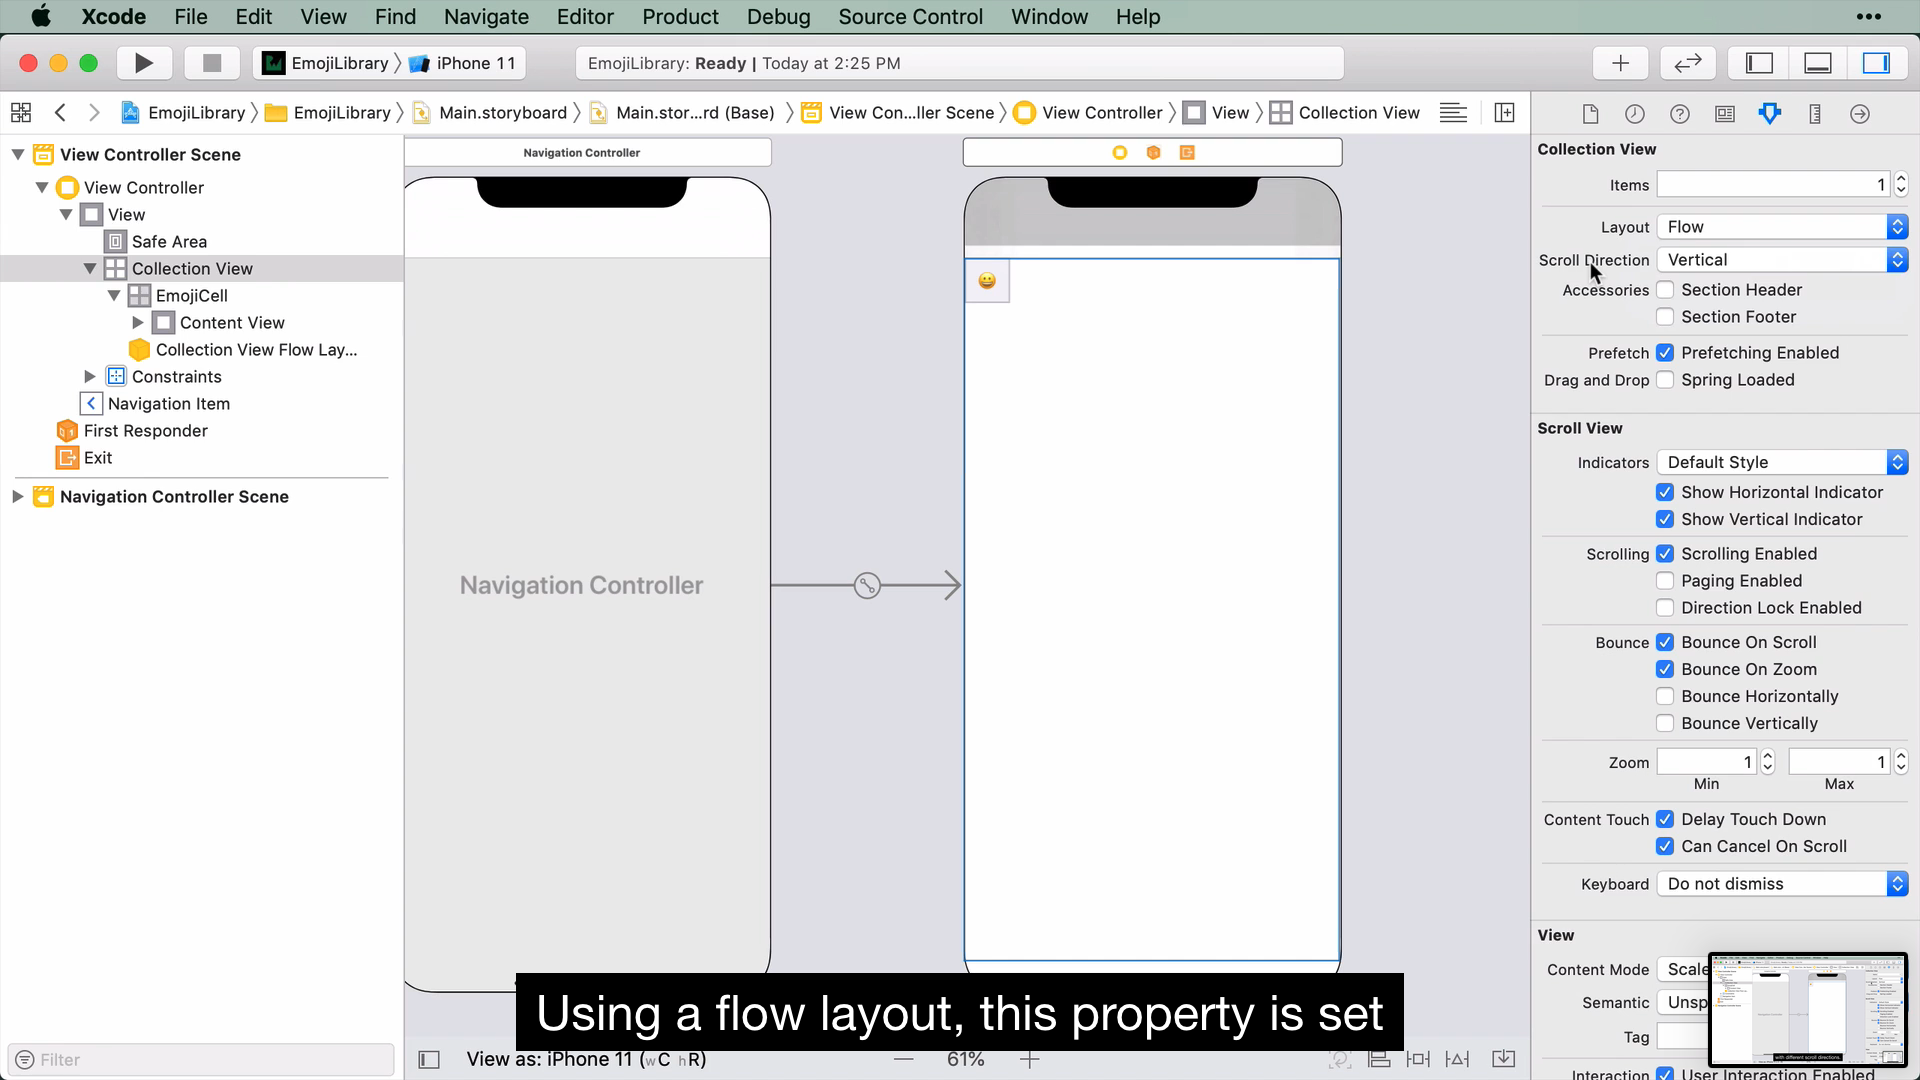 Xcode File Edit View Find Navigate Editor Product Debug Source Control Window Help
EmojiLibrary iPhone 11
EmojiLibrary: Ready | Today at 2:25 PM
EmojiLibrary EmojiLibrary Main.storyboard Main.stor...rd (Base) View Con...ller Scene View Controller View Collection View
View Controller Scene
View Controller
View
Safe Area
Collection View
EmojiCell
Content View
Collection View Flow Lay...
Constraints
Navigation Item
First Responder
Exit
Navigation Controller Scene
Filter
Navigation Controller
Navigation Controller
View as: iPhone 11 (wC hR)
61%
Collection View
Items 1
Layout Flow
Scroll Direction Vertical
Accessories Section Header
Section Footer
Prefetch Prefetching Enabled
Drag and Drop Spring Loaded
Scroll View
Indicators Default Style
Show Horizontal Indicator
Show Vertical Indicator
Scrolling Scrolling Enabled
Paging Enabled
Direction Lock Enabled
Bounce Bounce On Scroll
Bounce On Zoom
Bounce Horizontally
Bounce Vertically
Zoom 1 1
Min Max
Content Touch Delay Touch Down
Can Cancel On Scroll
Keyboard Do not dismiss
View
Content Mode Scale
Semantic Unsp
Tag
Interaction User Interaction Enabled
Using a flow layout, this property is set
with different scroll directions.